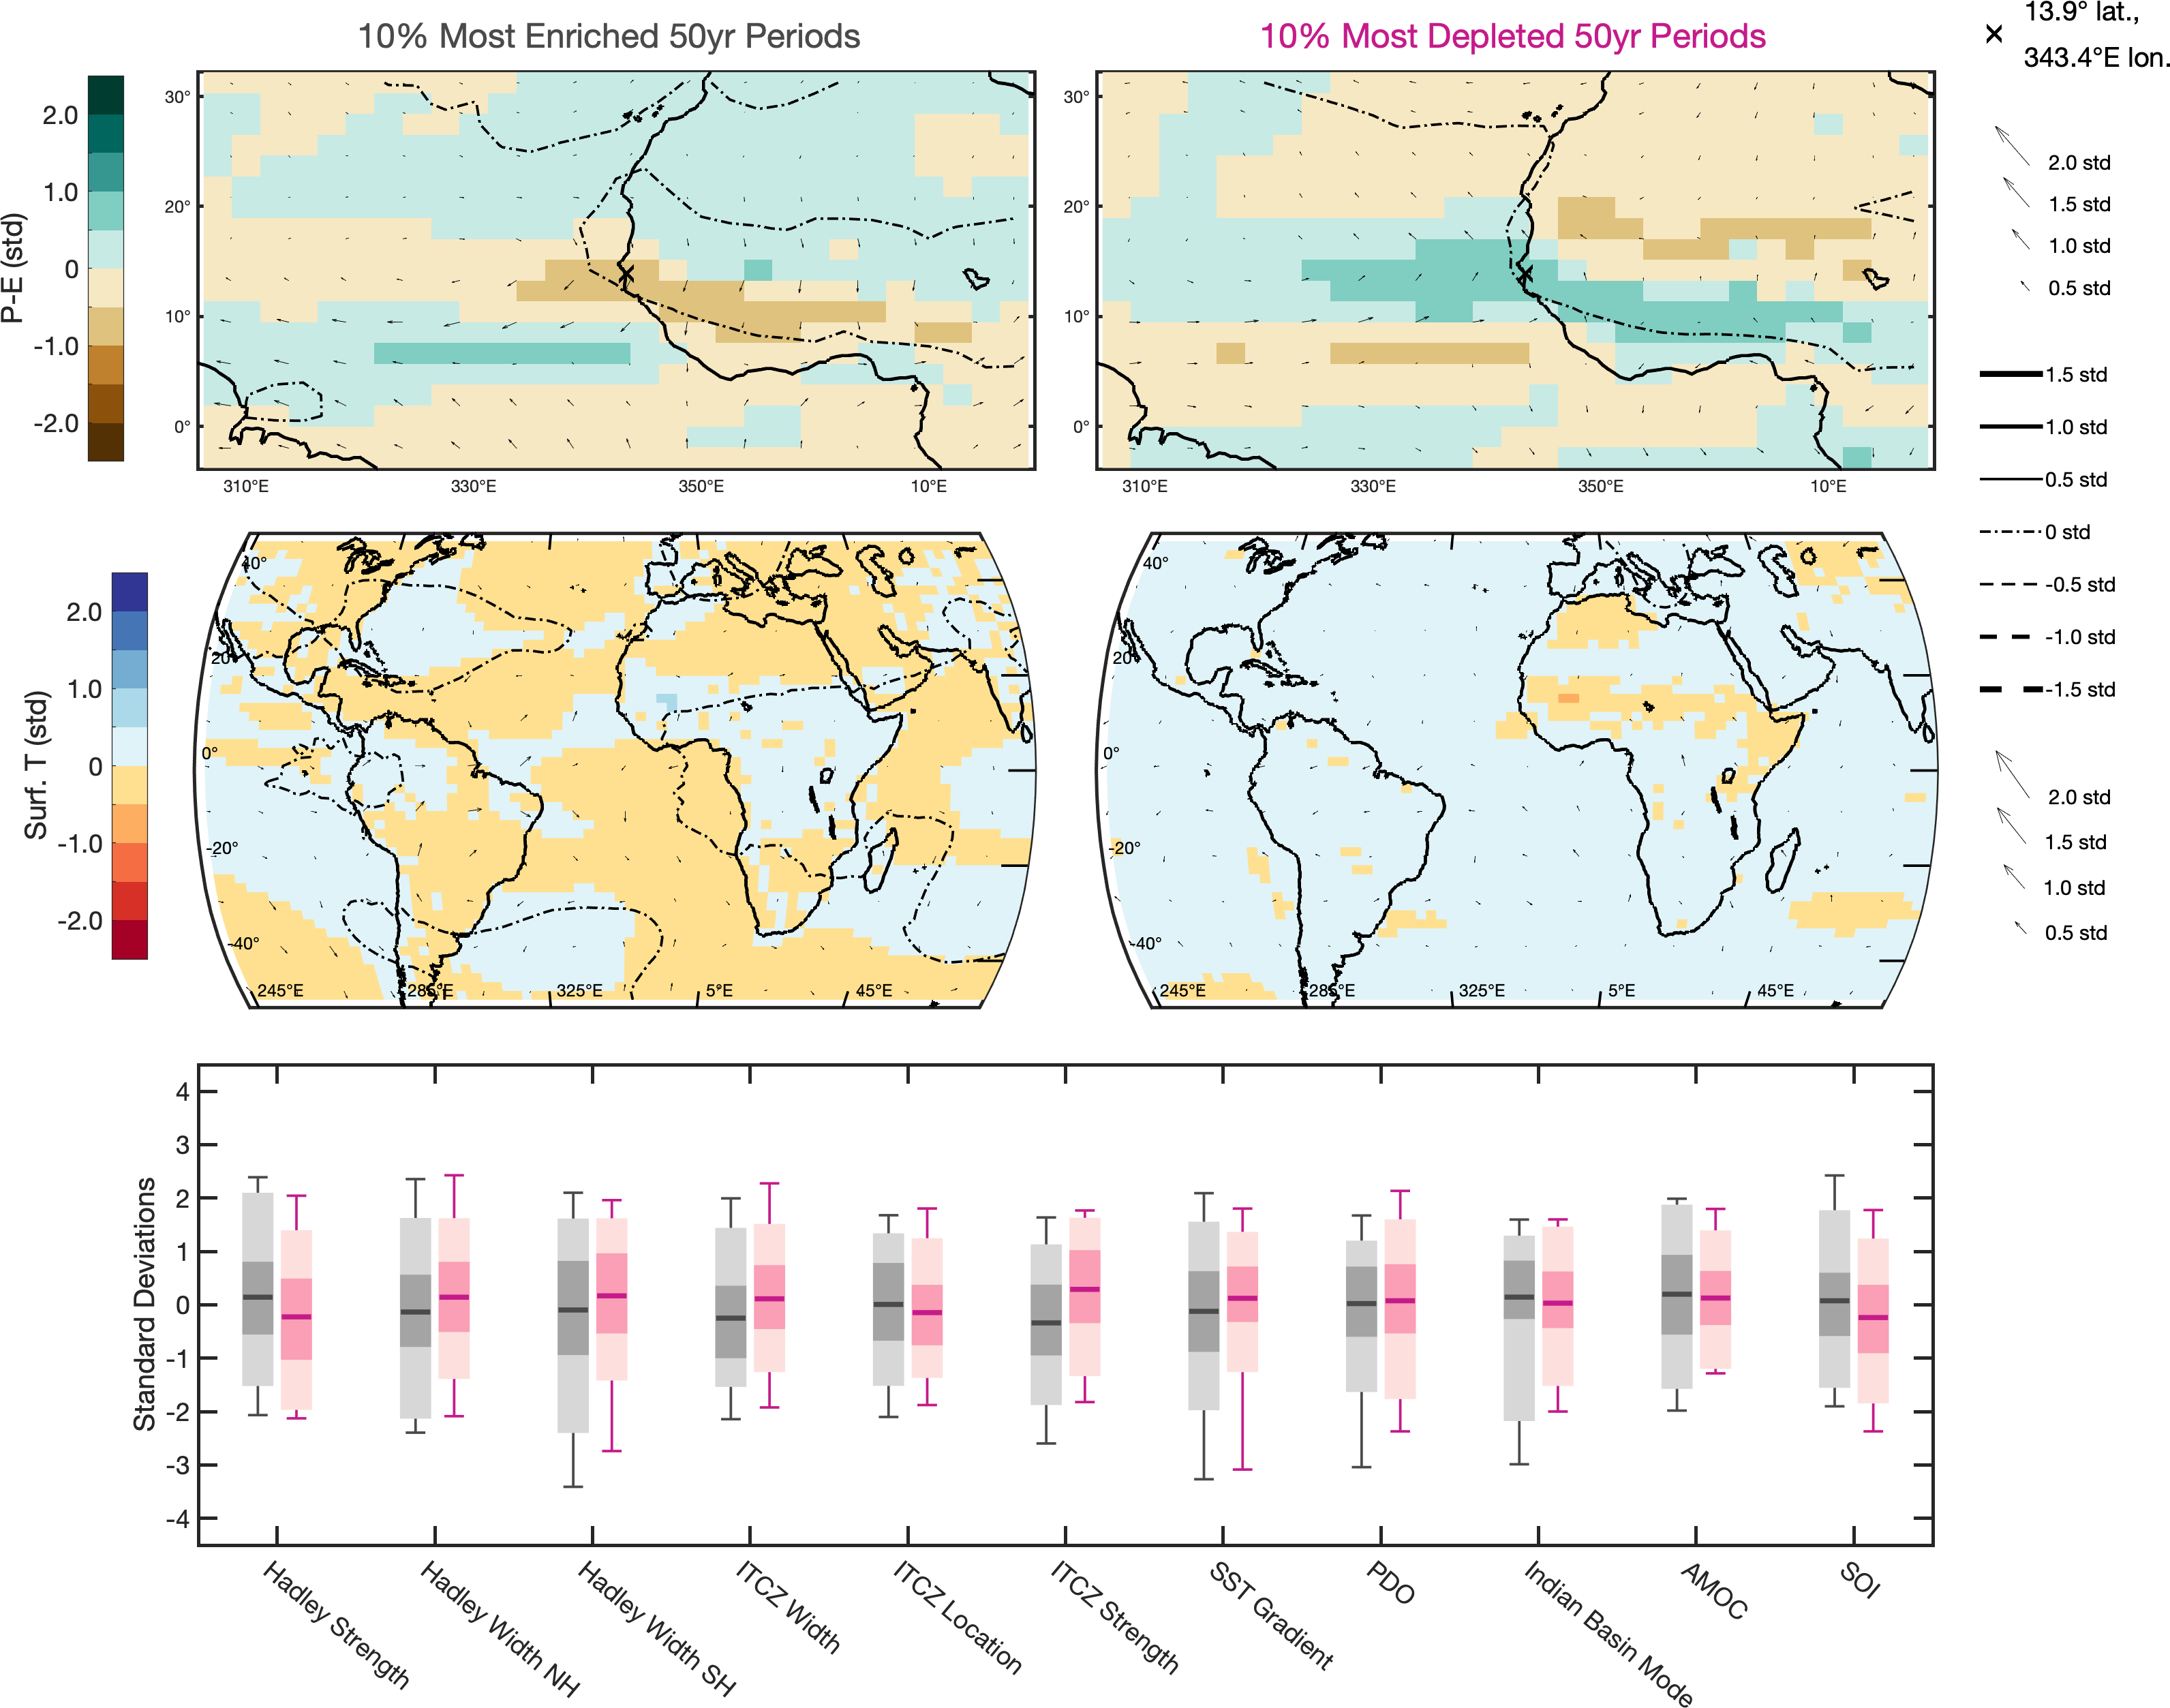 10% Most Enriched 50yr Periods
10% Most Depleted 50yr Periods
13.9° lat.,
343.4°E lon.
P-E (std)
2.0
1.0
0
-1.0
-2.0
30°
20°
10°
0°
310°E
330°E
350°E
10°E
30°
20°
10°
0°
310°E
330°E
350°E
10°E
2.0 std
1.5 std
1.0 std
0.5 std
1.5 std
1.0 std
0.5 std
0 std
-0.5 std
-1.0 std
-1.5 std
2.0 std
1.5 std
1.0 std
0.5 std
Surf. T (std)
2.0
1.0
0
-1.0
-2.0
40°
20°
0°
-20°
-40°
245°E
285°E
325°E
5°E
45°E
40°
20°
0°
-20°
-40°
245°E
285°E
325°E
5°E
45°E
Standard Deviations
4
3
2
1
0
-1
-2
-3
-4
Hadley Strength
Hadley Width NH
Hadley Width SH
ITCZ Width
ITCZ Location
ITCZ Strength
SST Gradient
PDO
Indian Basin Mode
AMOC
SOI